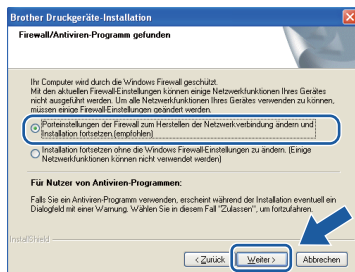 Brother Druckgeräte-Installation
Firewall/Antiviren-Programm gefunden
Ihr Computer wird durch die Windows Firewall geschützt.
Mit den aktuellen Firewall-Einstellungen können einige Netzwerkfunktionen Ihres Gerätes
nicht ausgeführt werden. Um alle Netzwerkfunktionen Ihres Gerätes verwenden zu können,
müssen einige Firewall-Einstellungen geändert werden.
Porteinstellungen der Firewall zum Herstellen der Netzwerkverbindung ändern und
Installation fortsetzen.(empfohlen)
Installation fortsetzen ohne die Windows Firewall-Einstellungen zu ändern. (Einige
Netzwerkfunktionen können nicht verwendet werden)
Für Nutzer von Antiviren-Programmen:
Falls Sie ein Antiviren-Programm verwenden, erscheint während der Installation eventuell ein
Dialogfeld mit einer Warnung. Wählen Sie in diesem Fall "Zulassen", um fortzufahren.
InstallShield
< Zurück Weiter > Abbrechen